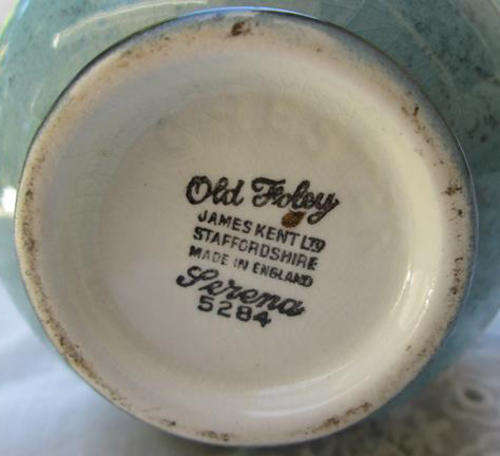 Old Foley
JAMES KENT LTD
STAFFORDSHIRE
MADE IN ENGLAND
Serena
5284